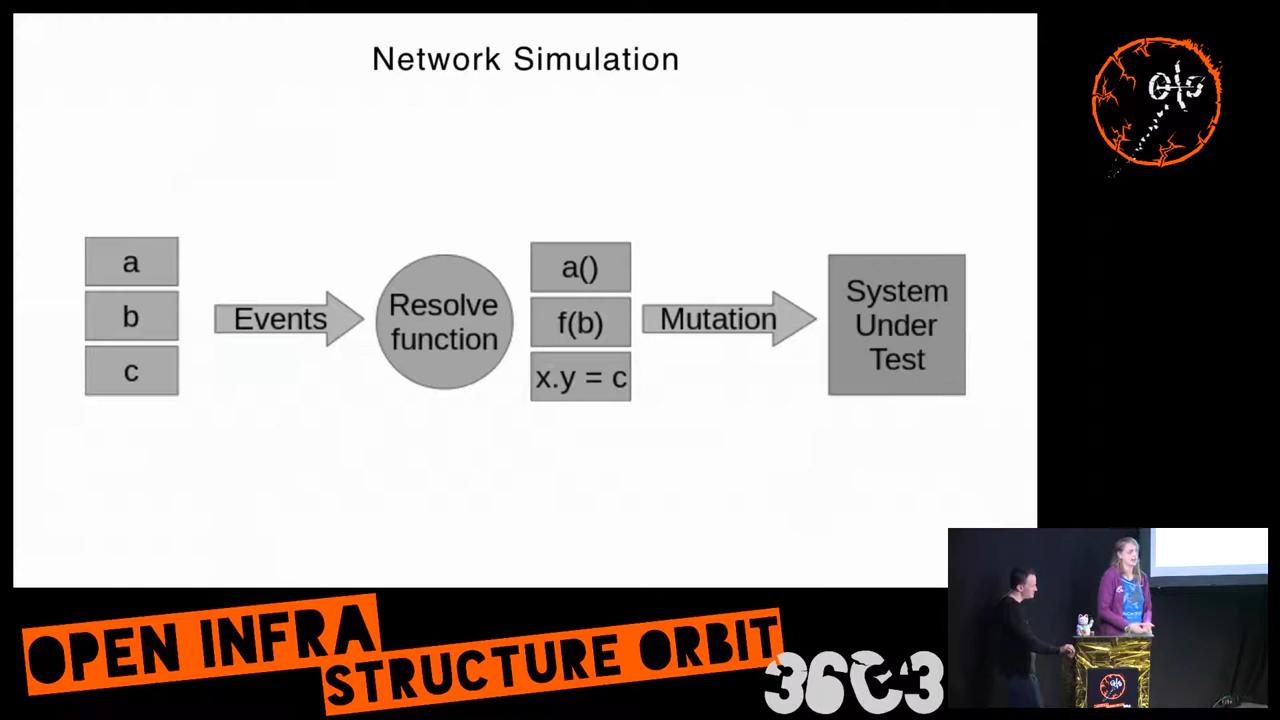 Network Simulation
a
b
c
Events
Resolve
function
a()
f(b)
x.y = c
Mutation
System
Under
Test
OPEN INFRA
STRUCTURE ORBIT
36C3